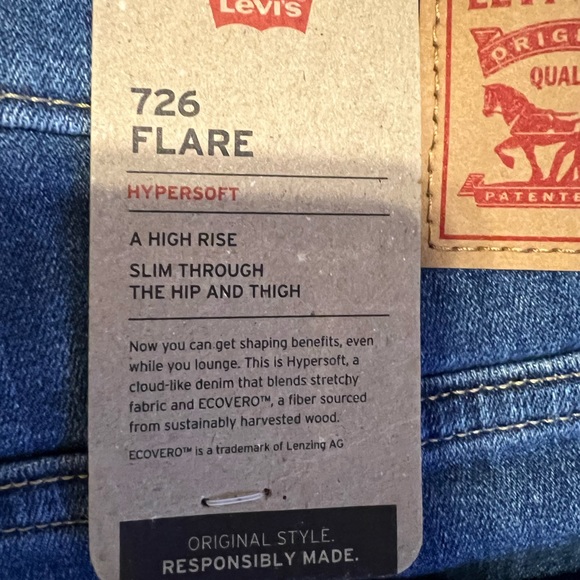 Levi's
726
FLARE
HYPERSOFT
A HIGH RISE
SLIM THROUGH
THE HIP AND THIGH
Now you can get shaping benefits, even
while you lounge. This is Hypersoft, a
cloud-like denim that blends stretchy
fabric and ECOVERO™, a fiber sourced
from sustainably harvested wood.
ECOVERO™ is a trademark of Lenzing AG
ORIGINAL STYLE.
RESPONSIBLY MADE.
ORIG
QUAL
PATENTE